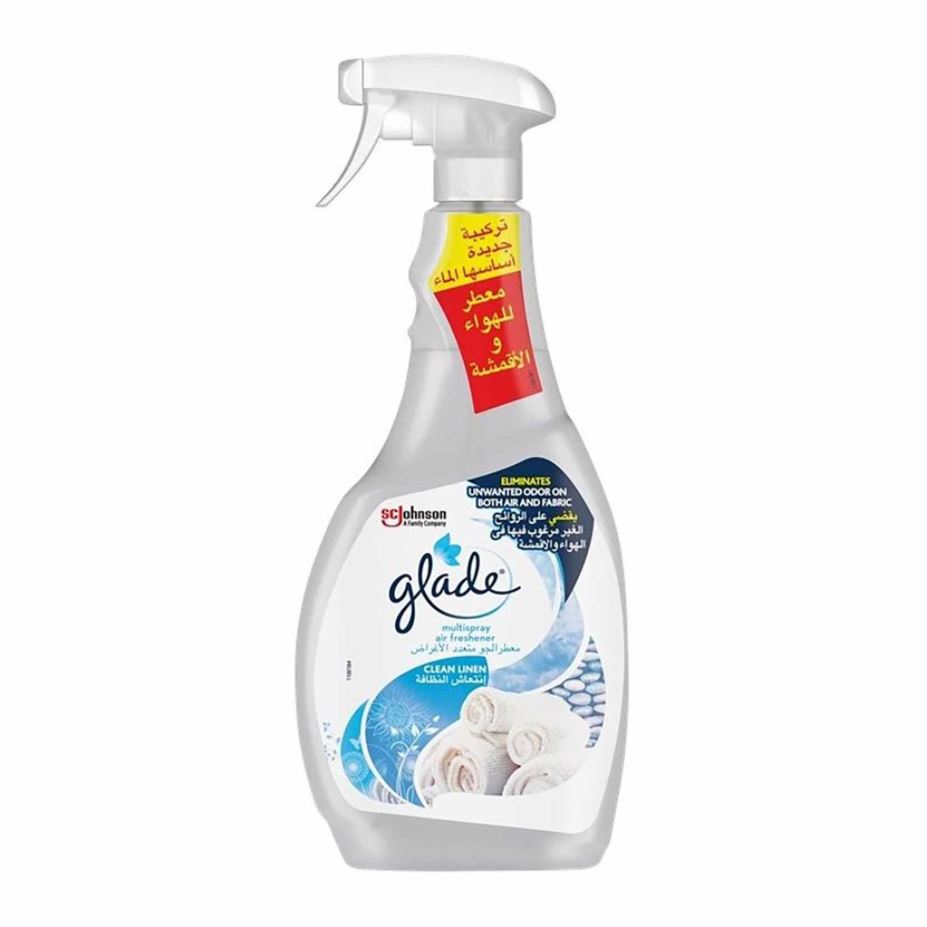 تركيبة
جديدة
أساسها الماء
معطر
للهواء
و
الأقمشة
ELIMINATES
UNWANTED ODOR ON
BOTH AIR AND FABRIC
يقضي على الروائح
الغير مرغوب فيها في
الهواء والاقمشة
scJohnson
A Family Company
glade®
multispray
air freshener
معطر الجو متعدد الأغراض
CLEAN LINEN
إنتعاش النظافة